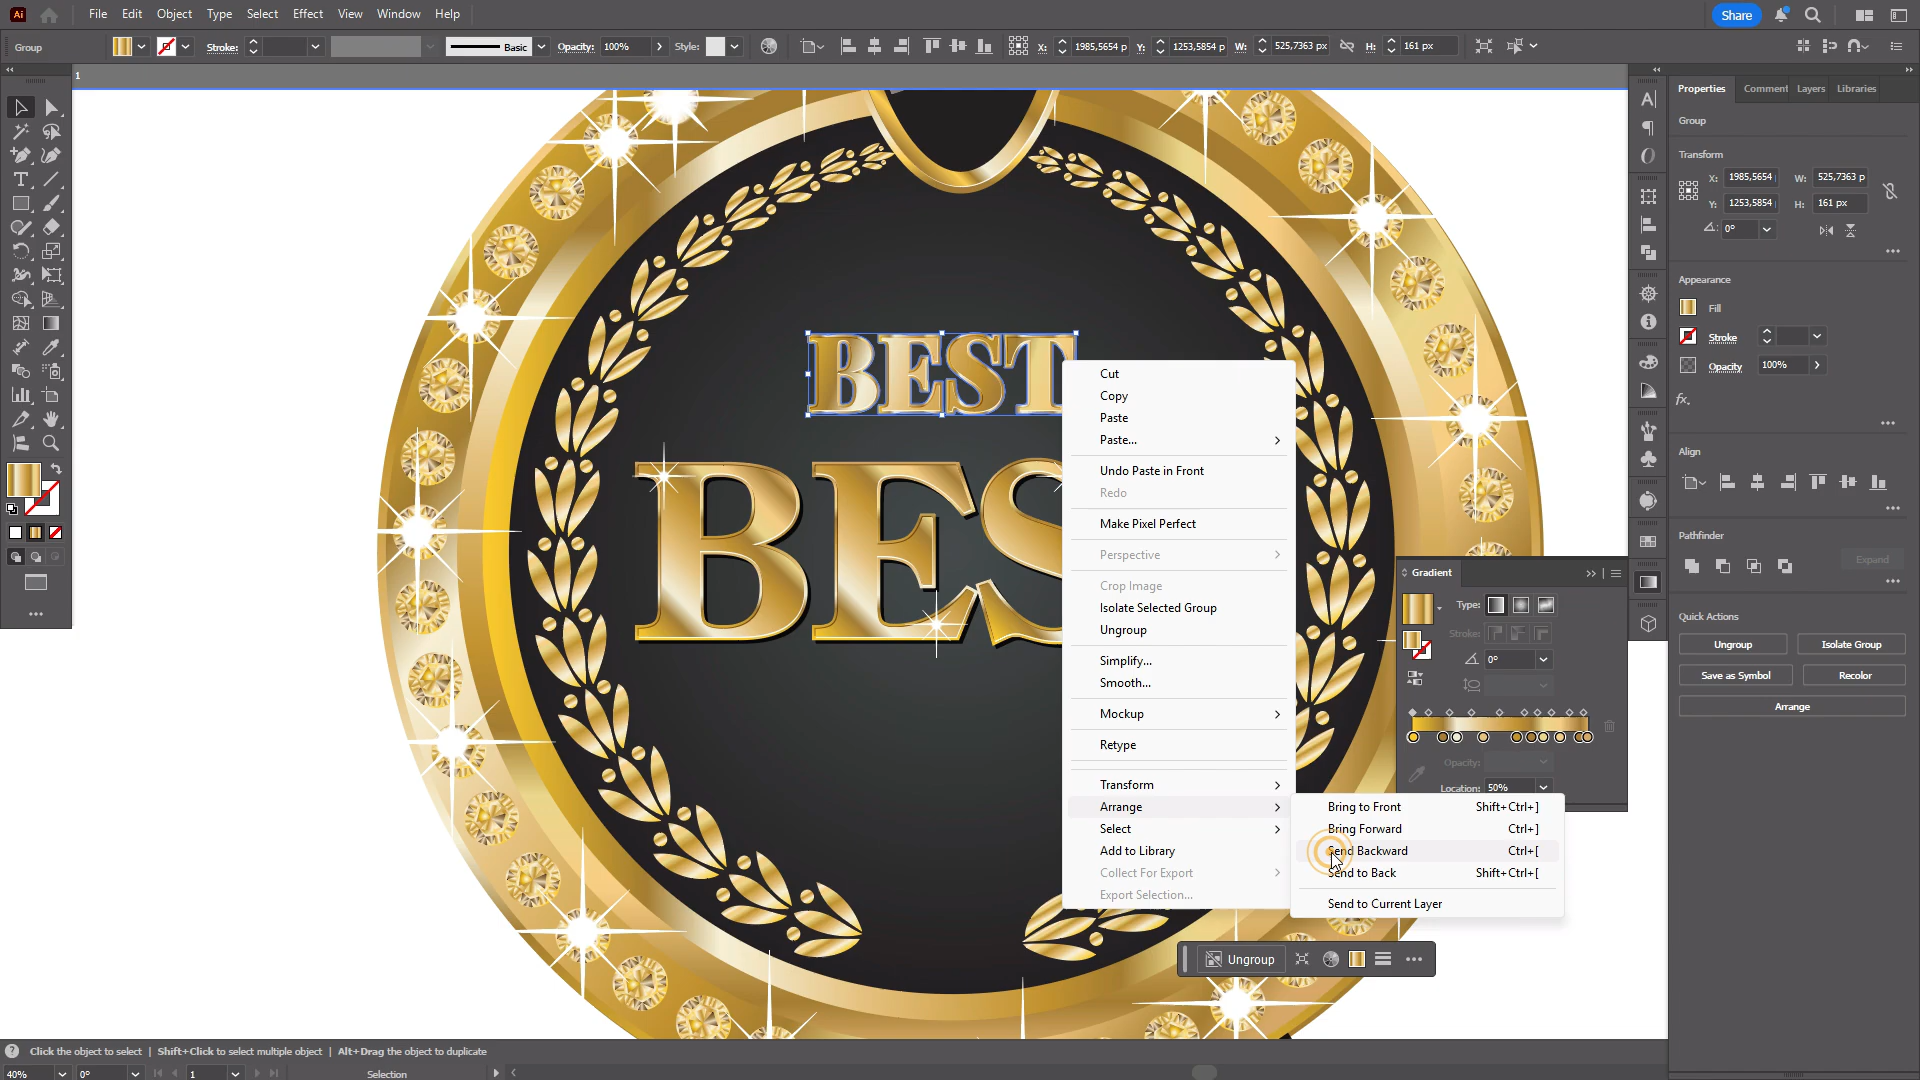 Ai File Edit Object Type Select Effect View Window Help Share
Group Stroke: Basic Opacity: 100% Style: X: 1985,5654 p Y: 1253,5854 p W: 525,7363 px H: 161 px
1
Properties Comment Layers Libraries
Group
Transform
X: 1985,5654 W: 525,7363 p
Y: 1253,5854 H: 161 px
0°
Appearance
Fill
Stroke
Opacity 100%
fx.
Align
Pathfinder
Expand
Quick Actions
Ungroup Isolate Group
Save as Symbol Recolor
Arrange
BEST
BES
Cut
Copy
Paste
Paste...
Undo Paste in Front
Redo
Make Pixel Perfect
Perspective
Crop Image
Isolate Selected Group
Ungroup
Simplify...
Smooth...
Mockup
Retype
Transform
Arrange
Select
Add to Library
Collect For Export
Export Selection...
Bring to Front Shift+Ctrl+]
Bring Forward Ctrl+]
Send Backward Ctrl+[
Send to Back Shift+Ctrl+[
Send to Current Layer
Gradient
Type:
Stroke:
0°
Opacity:
Location: 50%
Ungroup
Click the object to select | Shift+Click to select multiple object | Alt+Drag the object to duplicate
40% 0° 1 Selection